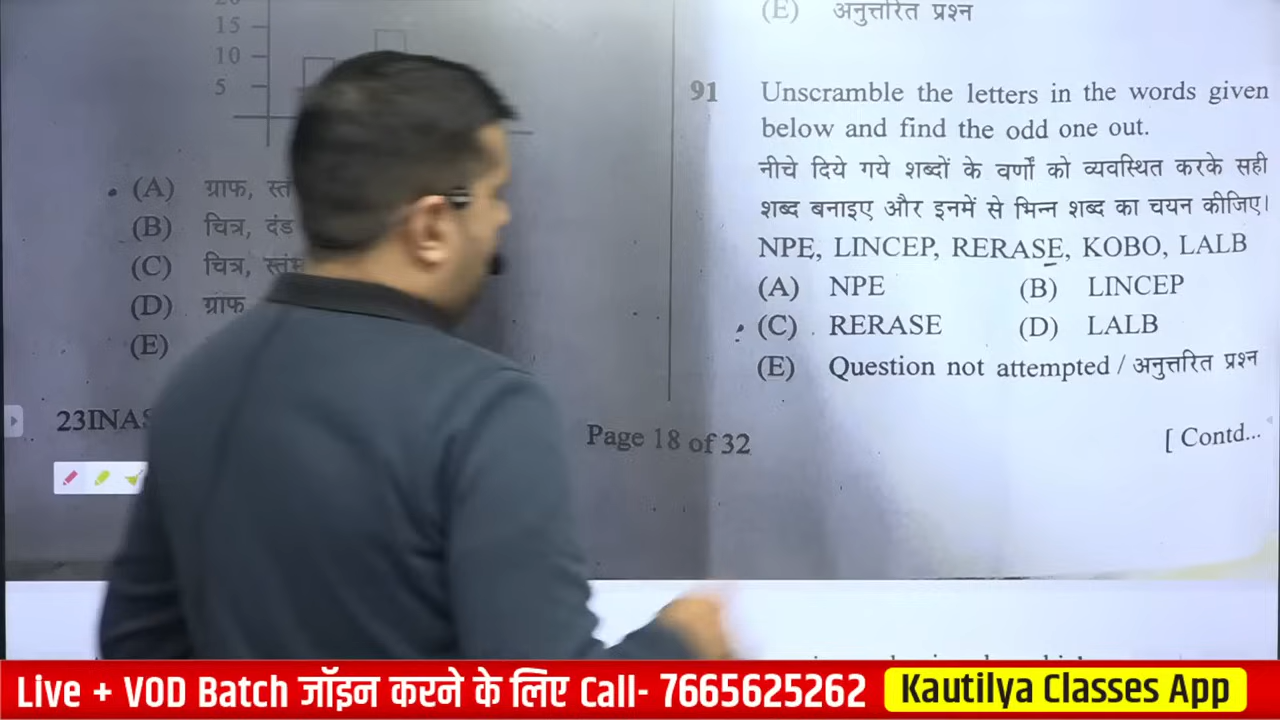 15
10
5
(A) ग्राफ,
(B) चित्र, दंड
(C) चित्र,
(D) ग्राफ
(E)
23INAS
Page 18 of 32
(E) अनुत्तरित प्रश्न
91 Unscramble the letters in the words given
below and find the odd one out.
नीचे दिये गये शब्दों के वर्णों को व्यवस्थित करके सही
शब्द बनाइए और इनमें से भिन्न शब्द का चयन कीजिए।
NPE, LINCEP, RERASE, KOBO, LALB
(A) NPE (B) LINCEP
(C) RERASE (D) LALB
(E) Question not attempted / अनुत्तरित प्रश्न
[ Contd...
Live + VOD Batch जॉइन करने के लिए Call- 7665625262 Kautilya Classes App